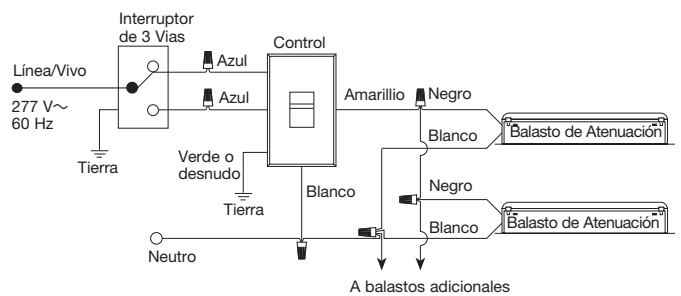 Interruptor
de 3 Vias
Control
Azul
Línea/Vivo
Azul
Amarillio
Negro
277 V~
60 Hz
Blanco
Balasto de Atenuación
Tierra
Verde o
desnudo
Negro
Blanco
Tierra
Blanco
Balasto de Atenuación
Neutro
A balastos adicionales